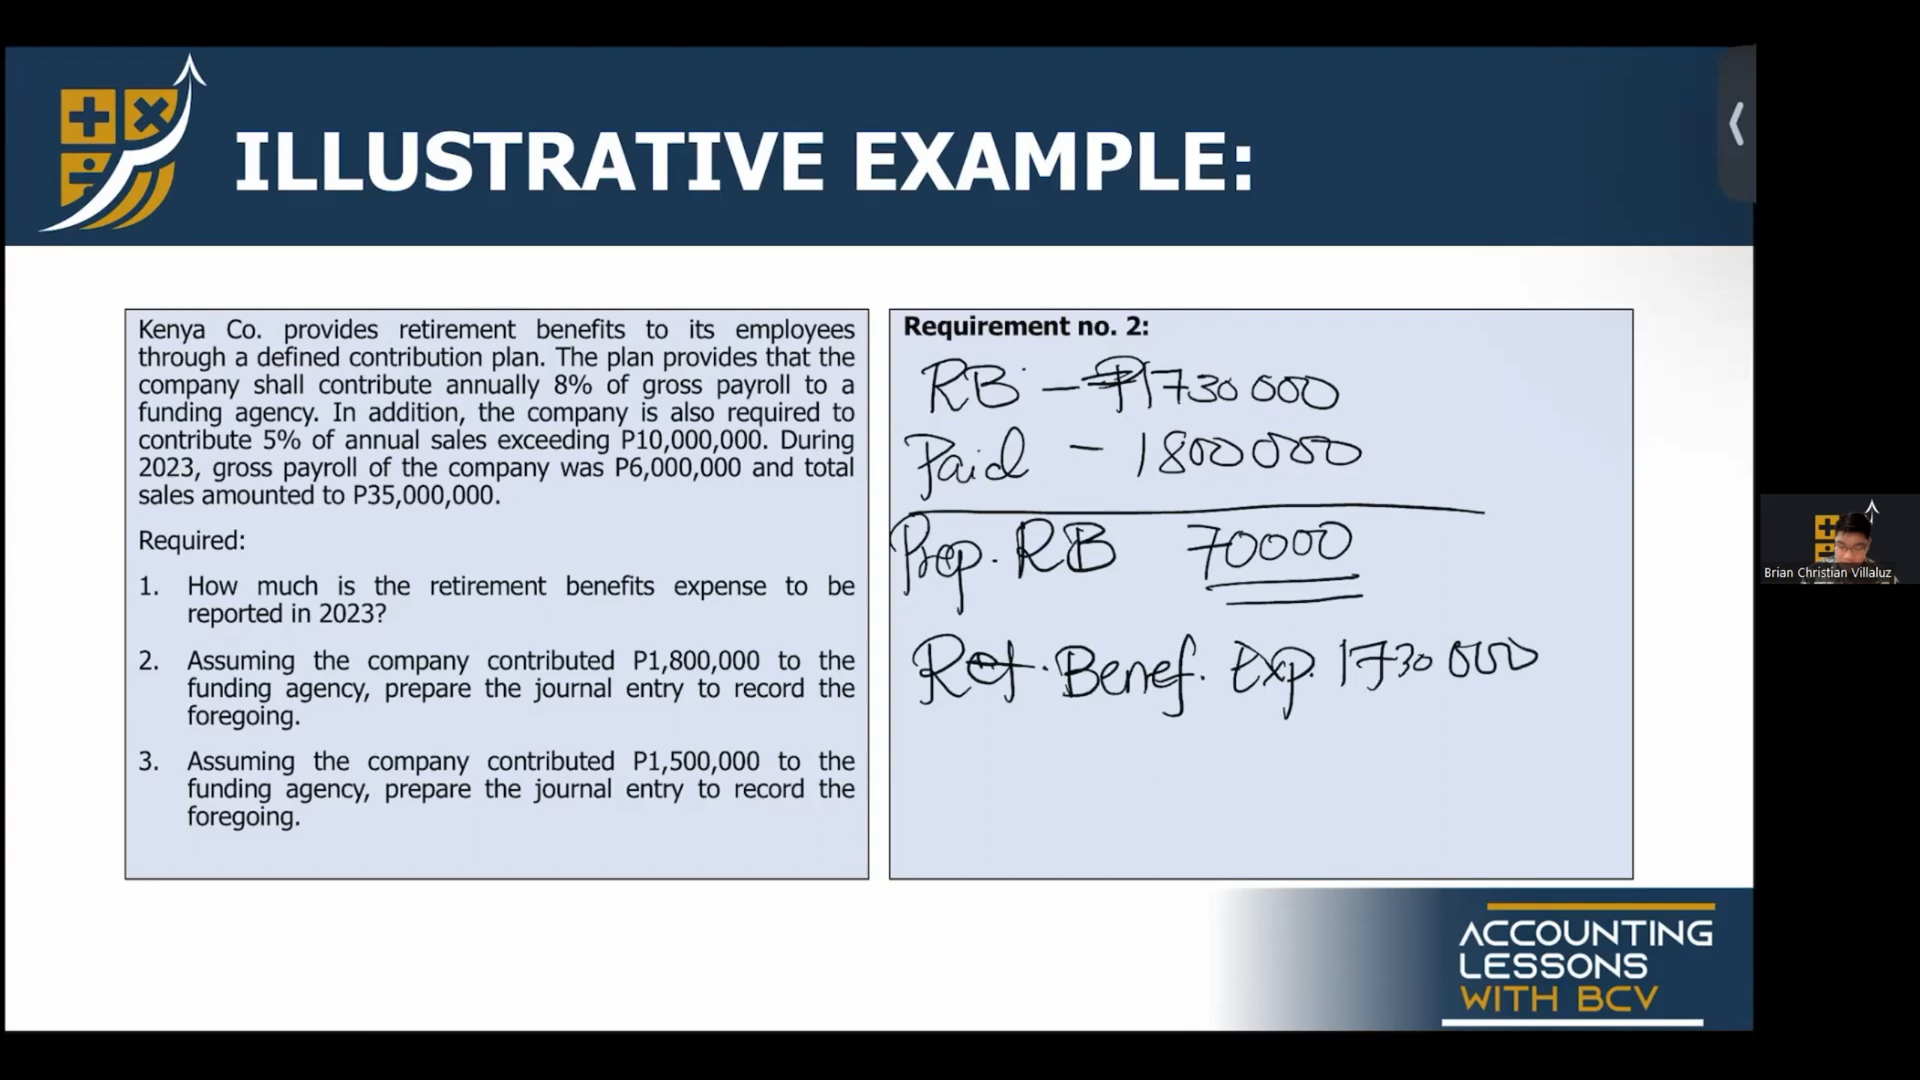 ILLUSTRATIVE EXAMPLE:
Kenya Co. provides retirement benefits to its employees
through a defined contribution plan. The plan provides that the
company shall contribute annually 8% of gross payroll to a
funding agency. In addition, the company is also required to
contribute 5% of annual sales exceeding P10,000,000. During
2023, gross payroll of the company was P6,000,000 and total
sales amounted to P35,000,000.
Required:
1. How much is the retirement benefits expense to be
reported in 2023?
2. Assuming the company contributed P1,800,000 to the
funding agency, prepare the journal entry to record the
foregoing.
3. Assuming the company contributed P1,500,000 to the
funding agency, prepare the journal entry to record the
foregoing.
Requirement no. 2:
RB - ₱1730 000
Paid - 1800000
Prep. RB 70000
Ret. Benef. Exp. 1730 000
Brian Christian Villaluz
ACCOUNTING
LESSONS
WITH BCV